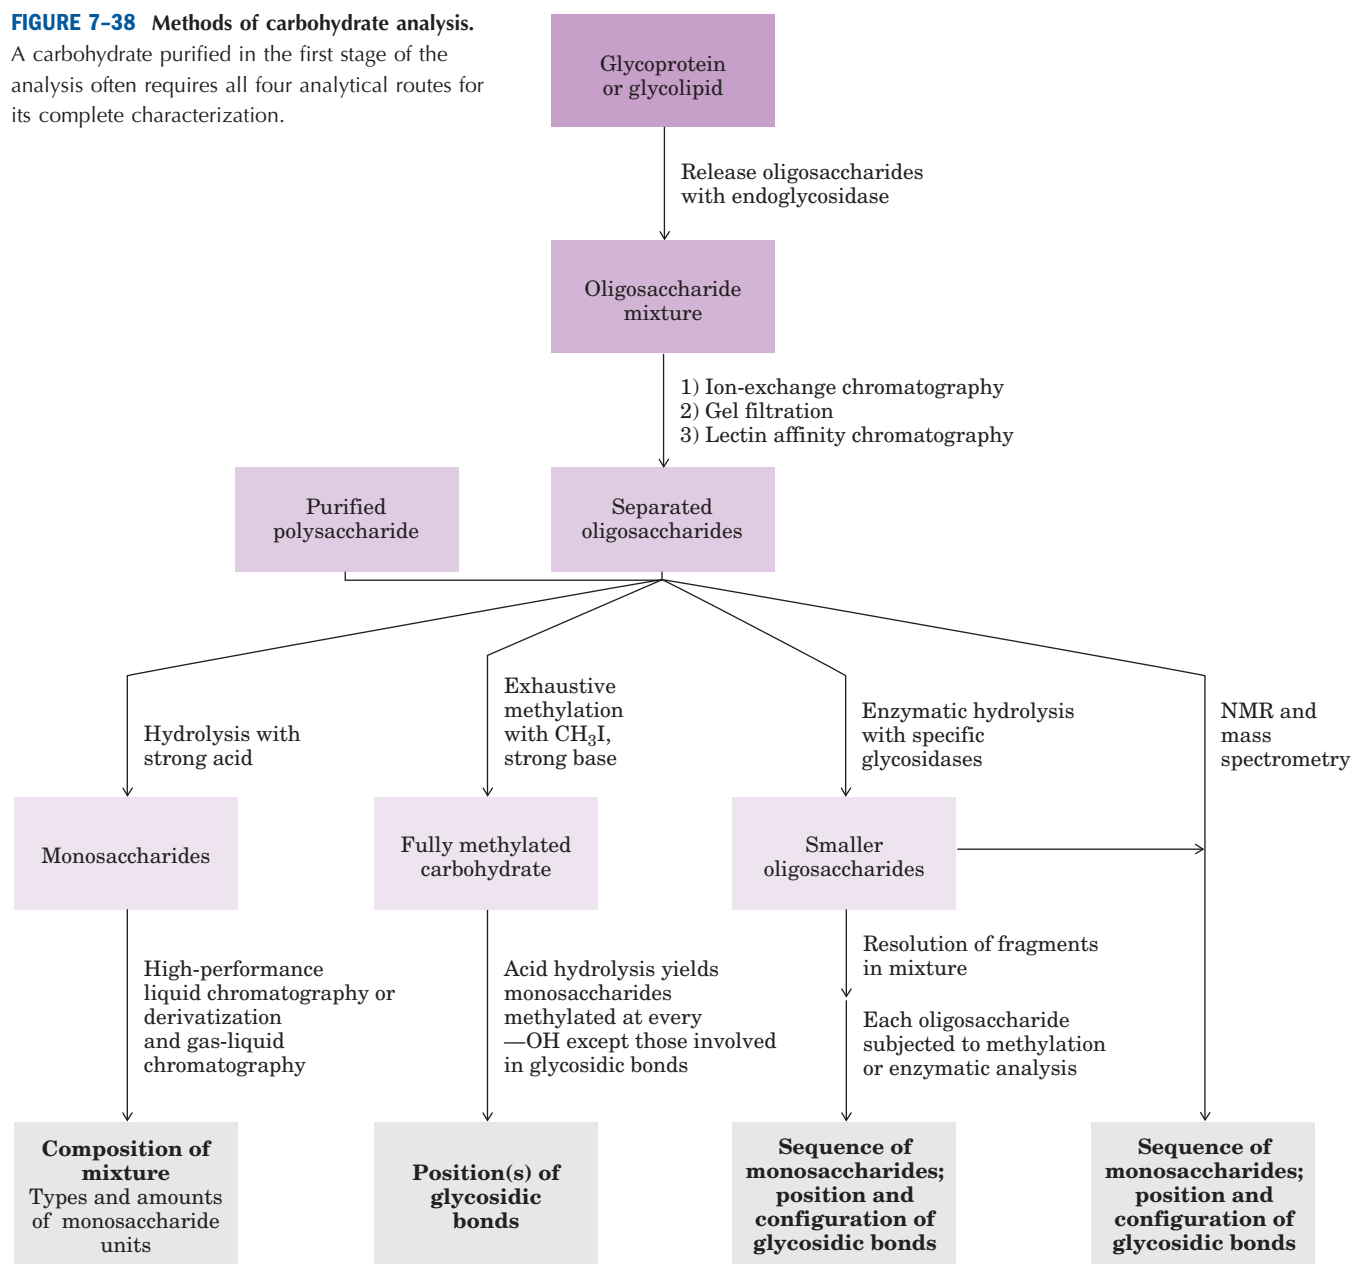 FIGURE 7–38 Methods of carbohydrate analysis.
A carbohydrate purified in the first stage of the
analysis often requires all four analytical routes for
its complete characterization.
Glycoprotein
or glycolipid
Release oligosaccharides
with endoglycosidase
Oligosaccharide
mixture
1) Ion-exchange chromatography
2) Gel filtration
3) Lectin affinity chromatography
Purified
polysaccharide
Separated
oligosaccharides
Hydrolysis with
strong acid
Exhaustive
methylation
with CH₃I,
strong base
Enzymatic hydrolysis
with specific
glycosidases
NMR and
mass
spectrometry
Monosaccharides
Fully methylated
carbohydrate
Smaller
oligosaccharides
High-performance
liquid chromatography or
derivatization
and gas-liquid
chromatography
Acid hydrolysis yields
monosaccharides
methylated at every
—OH except those involved
in glycosidic bonds
Resolution of fragments
in mixture
Each oligosaccharide
subjected to methylation
or enzymatic analysis
Composition of
mixture
Types and amounts
of monosaccharide
units
Position(s) of
glycosidic
bonds
Sequence of
monosaccharides;
position and
configuration of
glycosidic bonds
Sequence of
monosaccharides;
position and
configuration of
glycosidic bonds